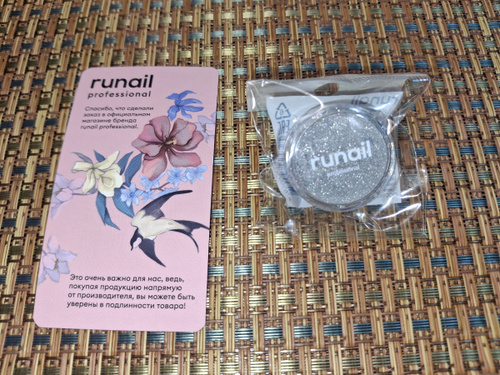 runail
professional
Спасибо, что сделали
заказ в официальном
магазине бренда
runail professional.
Это очень важно для нас, ведь,
покупая продукцию напрямую
от производителя, вы можете быть
уверены в подлинности товара!
runail
professional